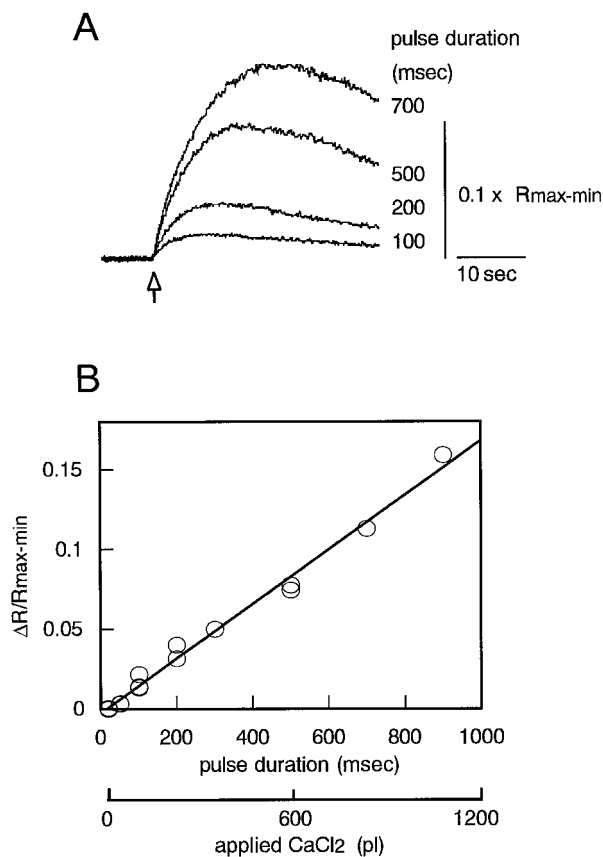 A
pulse duration
(msec)
700
500
200
100
0.1 x Rmax-min
10 sec
B
ΔR/Rmax-min
0.15
0.1
0.05
0
0 200 400 600 800 1000
pulse duration (msec)
0 600 1200
applied CaCl2 (pl)